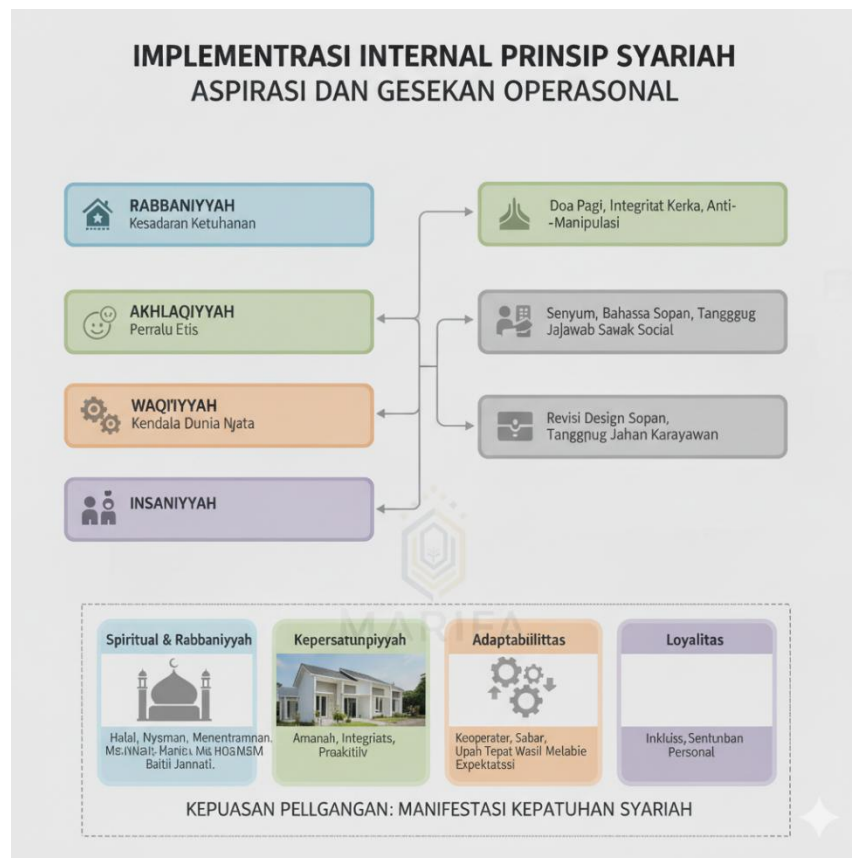 IMPLEMENTRASI INTERNAL PRINSIP SYARIAH
ASPIRASI DAN GESEKAN OPERASONAL
RABBANIYYAH
Kesadaran Ketuhanan
Doa Pagi, Integritat Kerka, Anti-
-Manipulasi
AKHLAQIYYAH
Perralu Etis
Senyum, Bahassa Sopan, Tangggug
Jajawab Sawak Social
WAQI'IYYAH
Kendala Dunia Nyata
Revisi Design Sopan,
Tanggnug Jahan Karayawan
INSANIYYAH
MARIFA
Spiritual & Rabbaniyyah
Halal, Nysman, Menentramnan.
Baitii Jannati.
Kepersatunpiyyah
Amanah, Integriats,
Proakitiiv
Adaptabiilittas
Keoperater, Sabar,
Upah Tepat Wasil Melabie
Expektatssi
Loyalitas
Inkluiss, Sentunban
Personal
KEPUASAN PELLGANGAN: MANIFESTASI KEPATUHAN SYARIAH